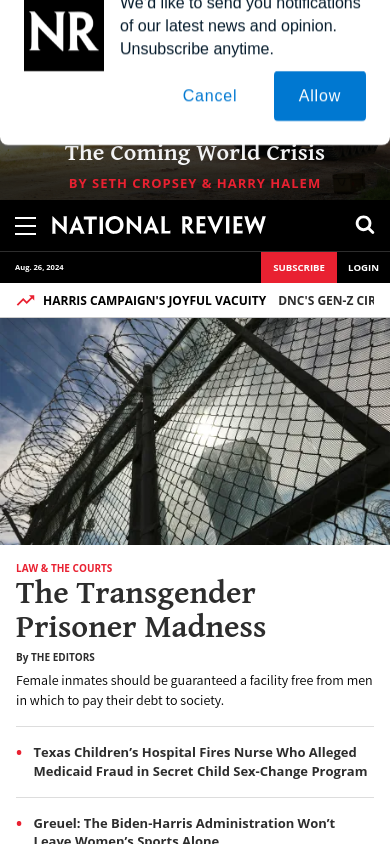 We'd like to send you notifications
NR
of our latest news and opinion.
Unsubscribe anytime.
Cancel
Allow
The Coming World Crisis
BY SETH CROPSEY & HARRY HALEM
NATIONAL REVIEW
Aug. 26, 2024
SUBSCRIBE
LOGIN
HARRIS CAMPAIGN'S JOYFUL VACUITY DNC'S GEN-Z CIR
LAW & THE COURTS
The Transgender
Prisoner Madness
By THE EDITORS
Female inmates should be guaranteed a facility free from men
in which to pay their debt to society.
Texas Children’s Hospital Fires Nurse Who Alleged
Medicaid Fraud in Secret Child Sex-Change Program
Greuel: The Biden-Harris Administration Won’t
Leave Women’s Sports Alone